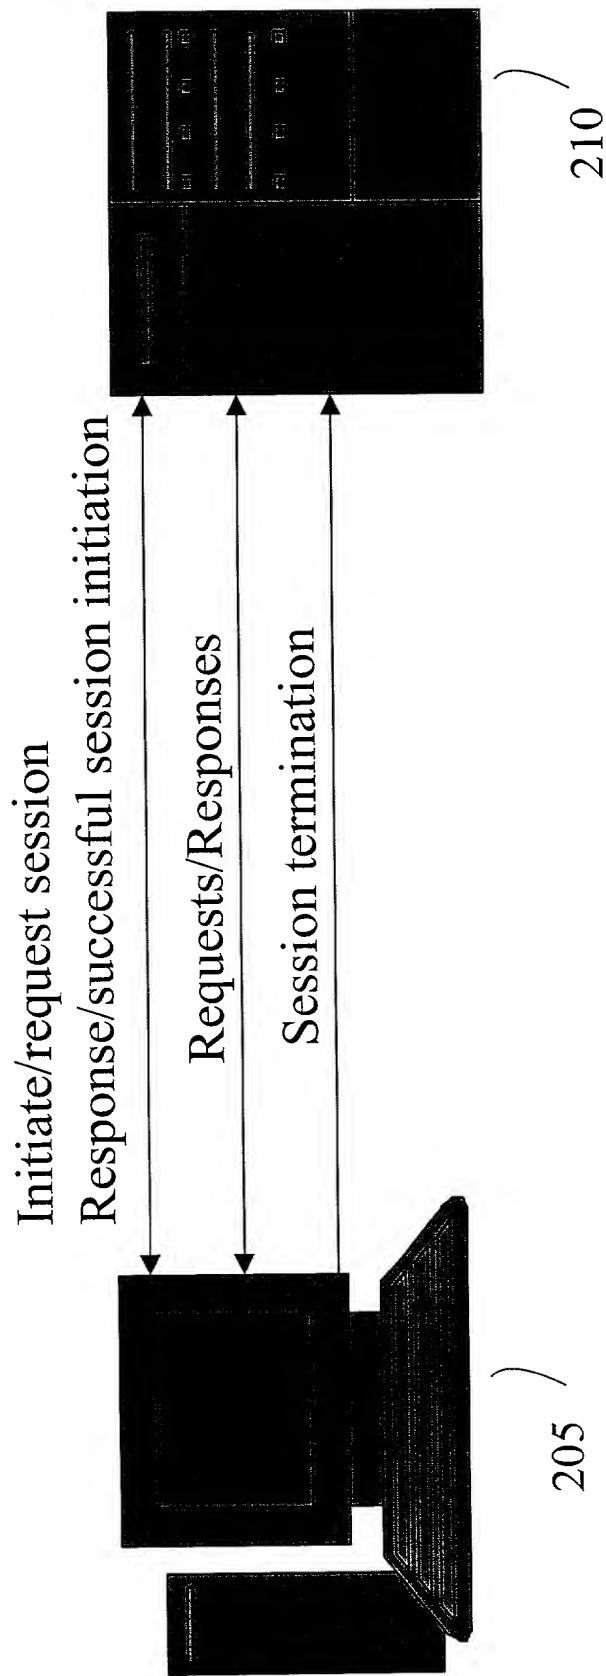 Initiate/request session
Response/successful session initiation
Requests/Responses
Session termination
205
210